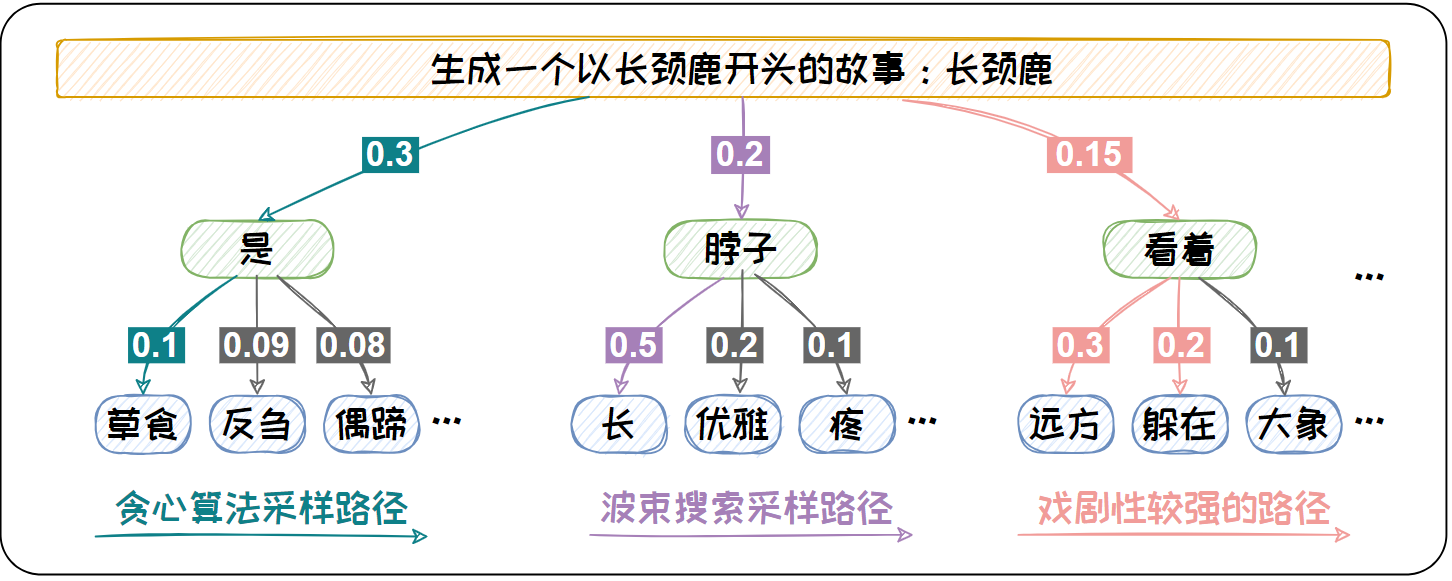 生成一个以长颈鹿开头的故事：长颈鹿
0.3 0.2 0.15
是 脖子 看着 ...
0.1 0.09 0.08 0.5 0.2 0.1 0.3 0.2 0.1
草食 反刍 偶蹄 ... 长 优雅 疼 ... 远方 躲在 大象 ...
贪心算法采样路径 波束搜索采样路径 戏剧性较强的路径